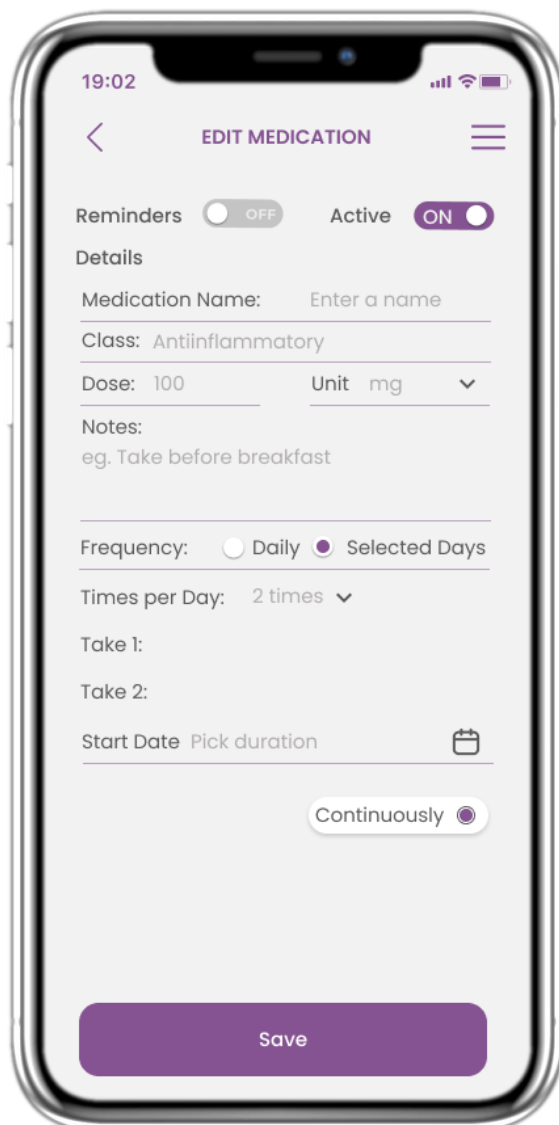 19:02
EDIT MEDICATION
Reminders OFF Active ON
Details
Medication Name: Enter a name
Class: Antiinflammatory
Dose: 100 Unit mg
Notes:
eg. Take before breakfast
Frequency: Daily Selected Days
Times per Day: 2 times
Take 1:
Take 2:
Start Date Pick duration
Continuously
Save